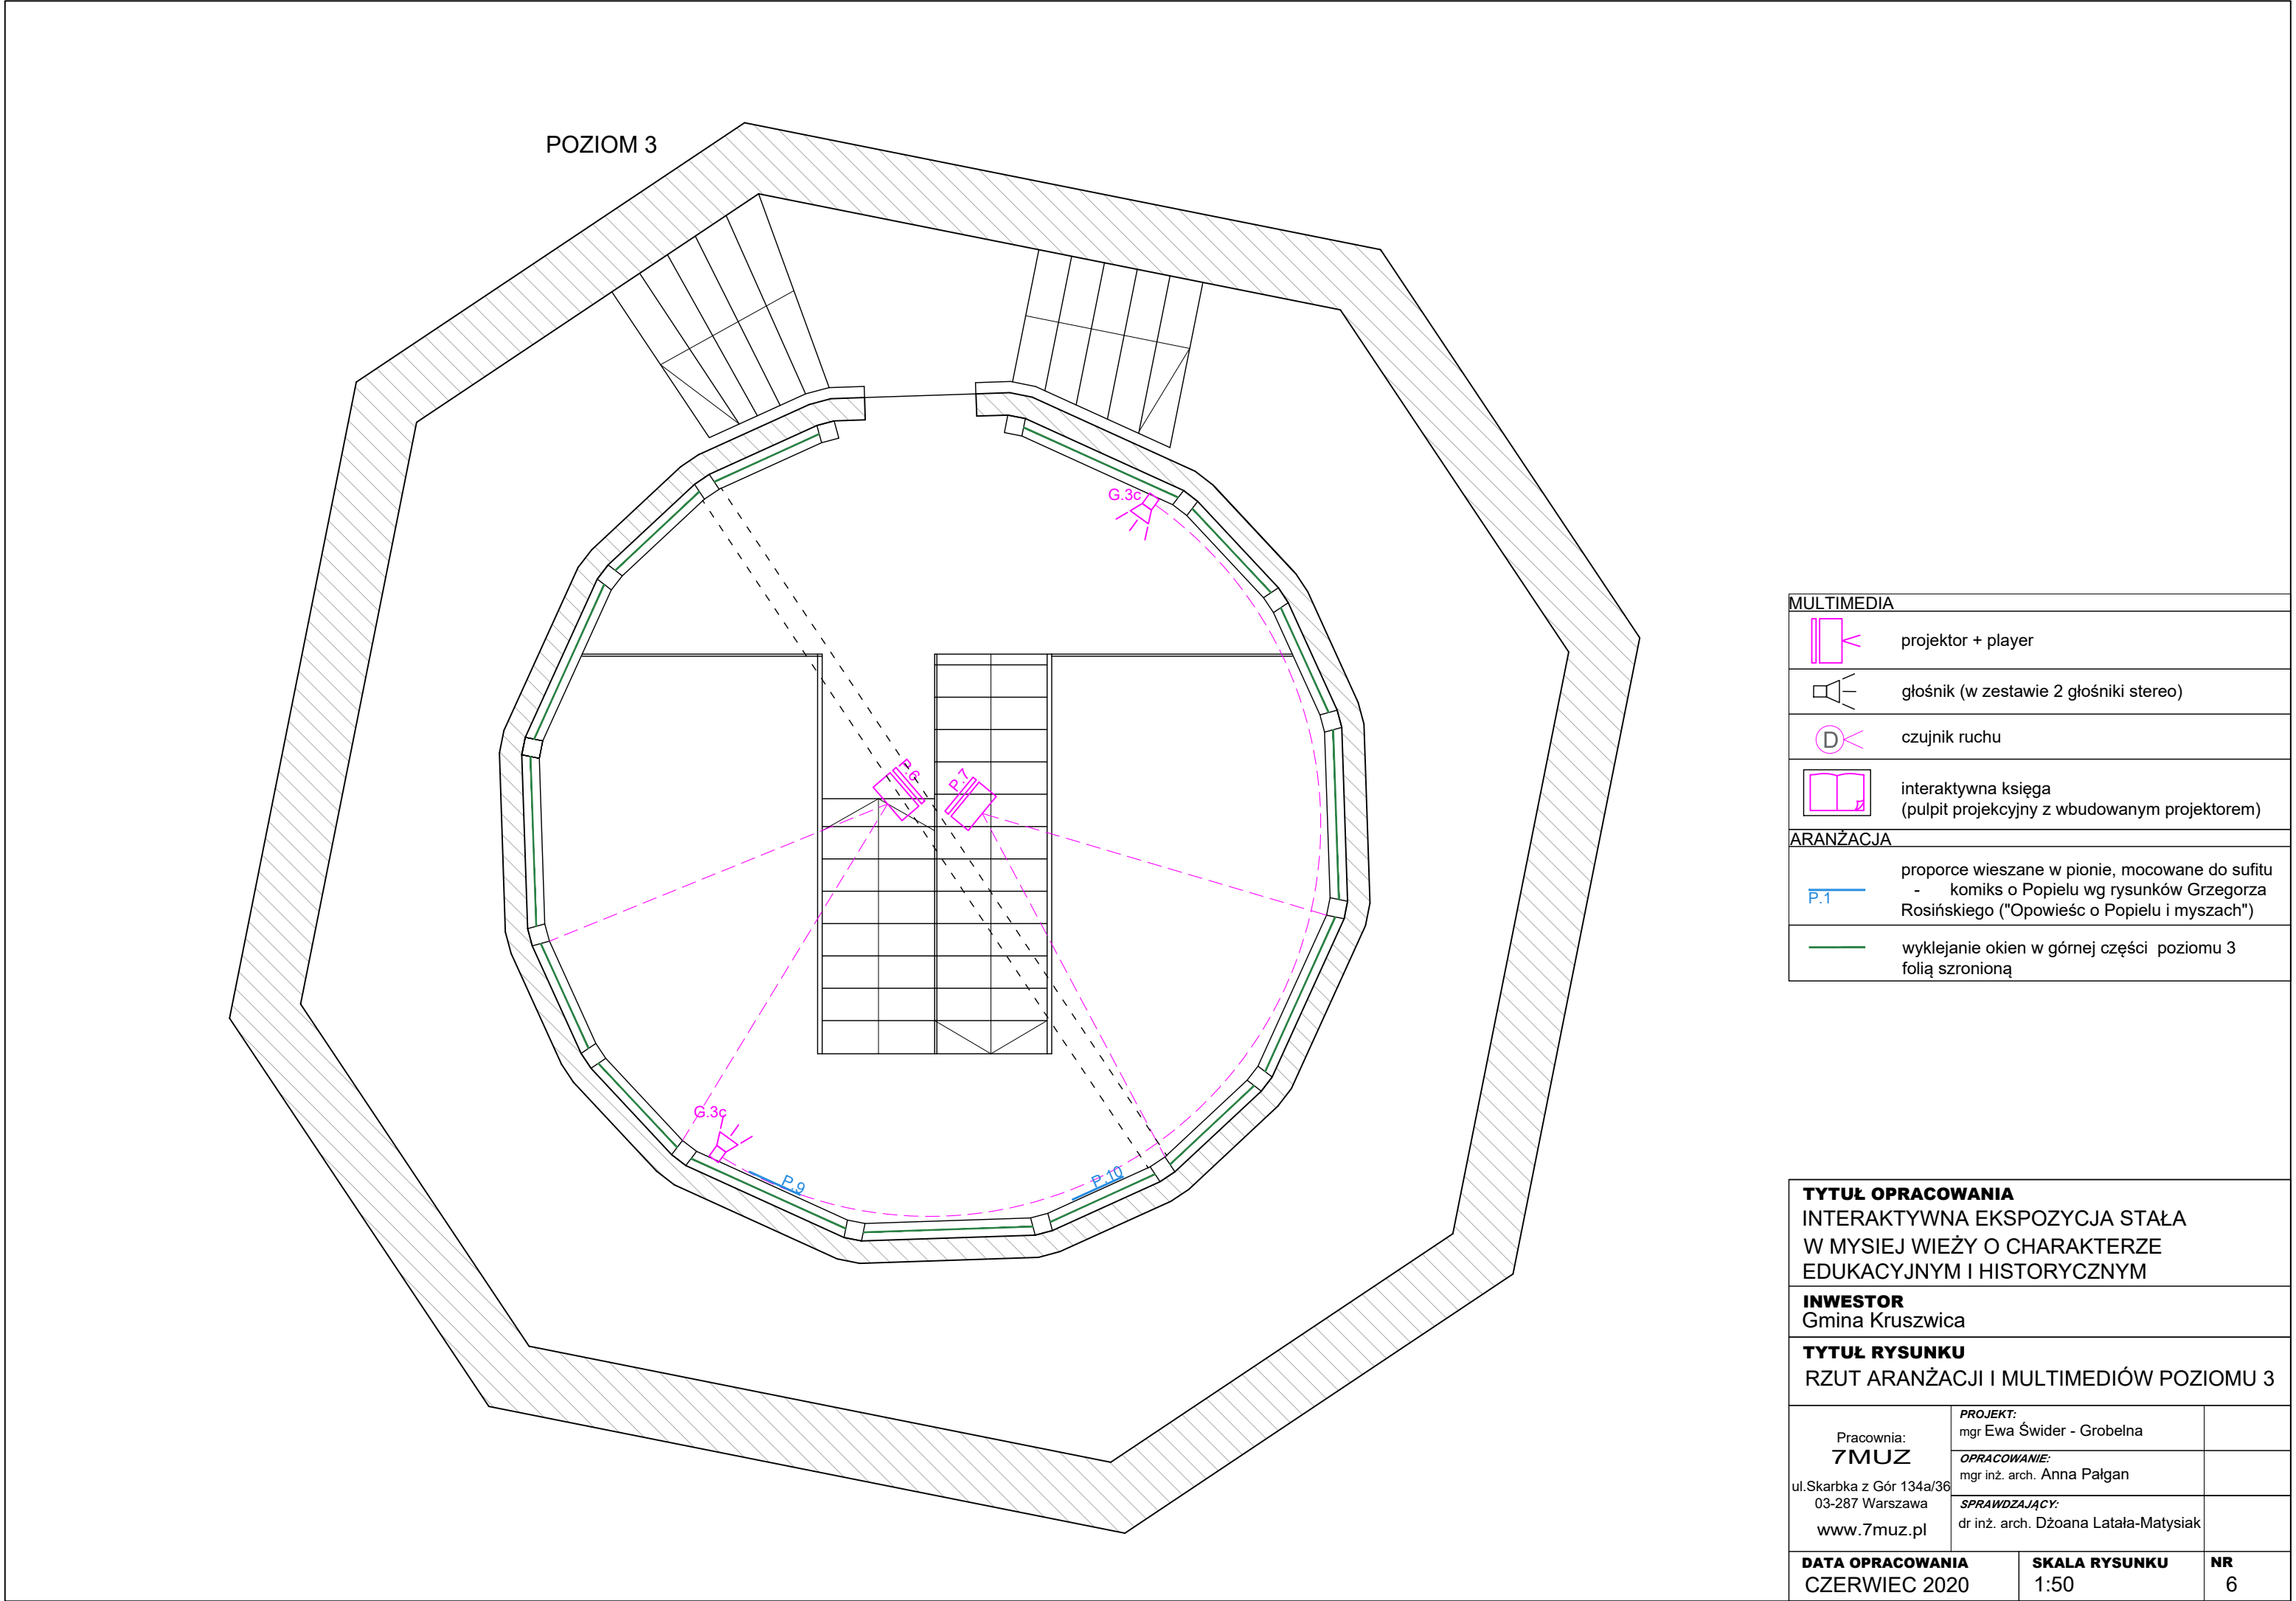 POZIOM 3
G.3c
P.6
P.7
G.3c
P.9
P.10
MULTIMEDIA
projektor + player
głośnik (w zestawie 2 głośniki stereo)
D
czujnik ruchu
interaktywna księga
(pulpit projekcyjny z wbudowanym projektorem)
ARANŻACJA
proporce wieszane w pionie, mocowane do sufitu
- komiks o Popielu wg rysunków Grzegorza
P.1
Rosińskiego ("Opowieśc o Popielu i myszach")
wyklejanie okien w górnej części poziomu 3
folią szronioną
TYTUŁ OPRACOWANIA
INTERAKTYWNA EKSPOZYCJA STAŁA
W MYSIEJ WIEŻY O CHARAKTERZE
EDUKACYJNYM I HISTORYCZNYM
INWESTOR
Gmina Kruszwica
TYTUŁ RYSUNKU
RZUT ARANŻACJI I MULTIMEDIÓW POZIOMU 3
Pracownia:
7MUZ
ul.Skarbka z Gór 134a/36
03-287 Warszawa
www.7muz.pl
PROJEKT:
mgr Ewa Świder - Grobelna
OPRACOWANIE:
mgr inż. arch. Anna Pałgan
SPRAWDZAJĄCY:
dr inż. arch. Dżoana Latała-Matysiak
DATA OPRACOWANIA
CZERWIEC 2020
SKALA RYSUNKU
1:50
NR
6